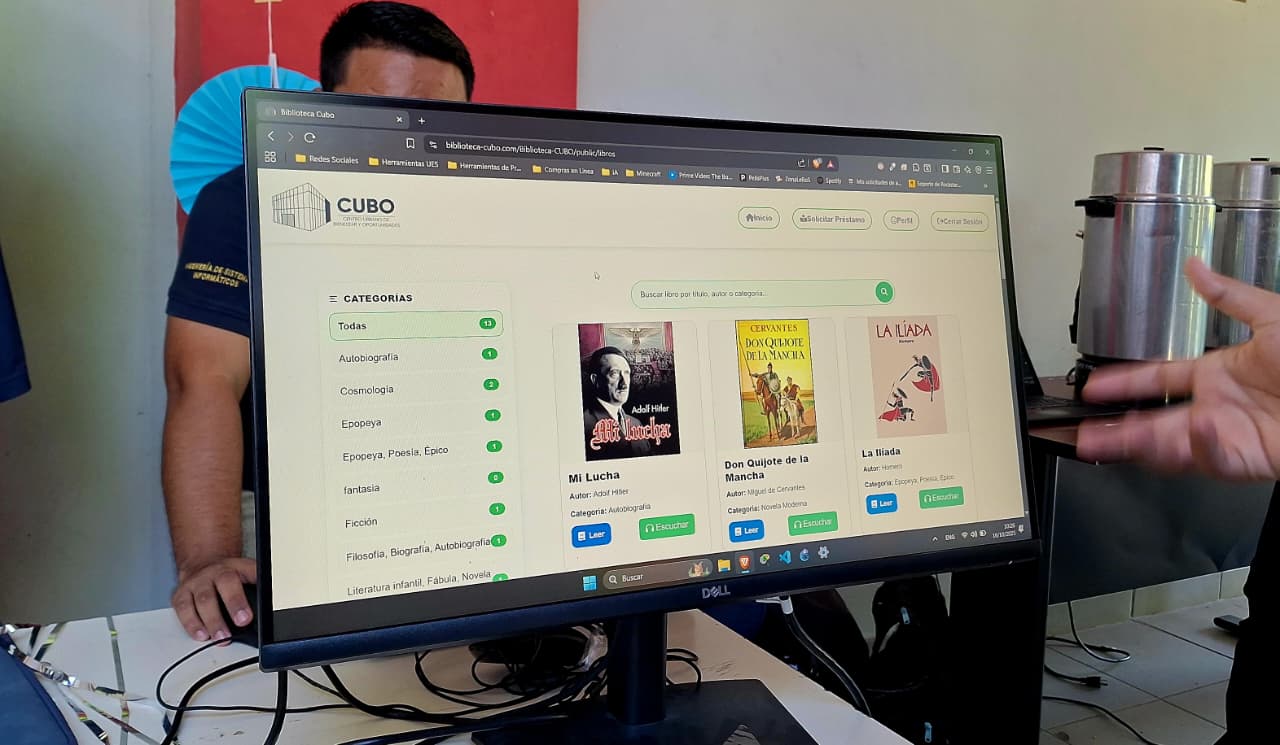 Biblioteca Cubo
biblioteca-cubo.com/Biblioteca-CUBO/public/libros
Redes Sociales
Herramientas UES
Herramientas de Pr...
Compras en Linea
IA
Minecraft
Prime Video: The Ba...
PelisPlus
ZonaLeRoS
Spotify
Mis solicitudes de a...
Soporte de Rockstar...
CUBO
CENTRO URBANO DE
BIENESTAR Y OPORTUNIDADES
Inicio
Solicitar Préstamo
Perfil
Cerrar Sesión
INGENIERÍA DE SISTEMAS
INFORMÁTICOS
CATEGORÍAS
Todas 13
Autobiografía 1
Cosmología 2
Epopeya 1
Epopeya, Poesía, Épico 1
fantasia 0
Ficción 1
Filosofía, Biografía, Autobiografía 1
Literatura infantil, Fábula, Novela
Buscar libro por título, autor o categoría...
Adolf Hitler
Mi lucha
Mi Lucha
Autor: Adolf Hitler
Categoría: Autobiografía
Leer
Escuchar
CERVANTES
DON QUIJOTE
DE LA MANCHA
Don Quijote de la
Mancha
Autor: Miguel de Cervantes
Categoría: Novela Moderna
Leer
Escuchar
LA ILÍADA
Homero
La Iliada
Autor: Homero
Categoría: Epopeya, Poesía, Épico
Leer
Escuchar
Buscar
ENG
DELL